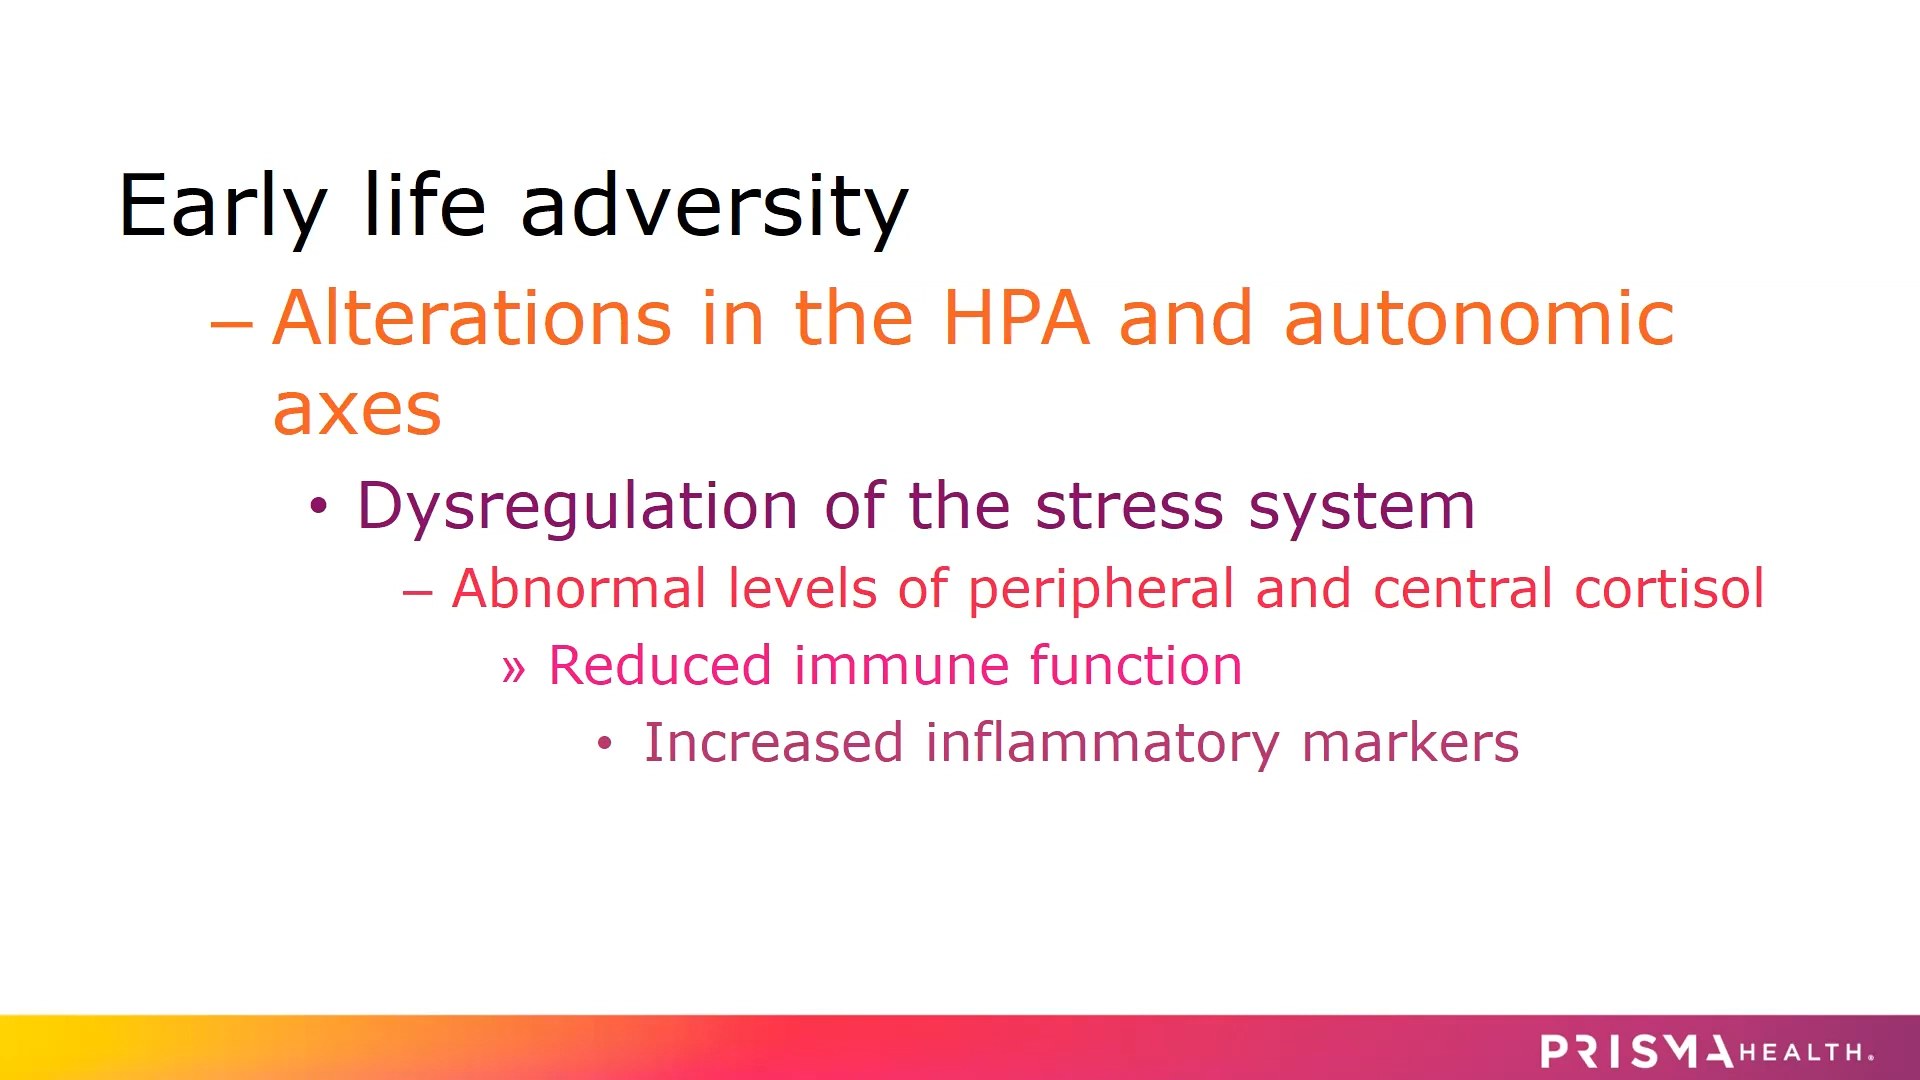 Early life adversity
– Alterations in the HPA and autonomic
axes
• Dysregulation of the stress system
– Abnormal levels of peripheral and central cortisol
» Reduced immune function
• Increased inflammatory markers
PRISMA HEALTH®